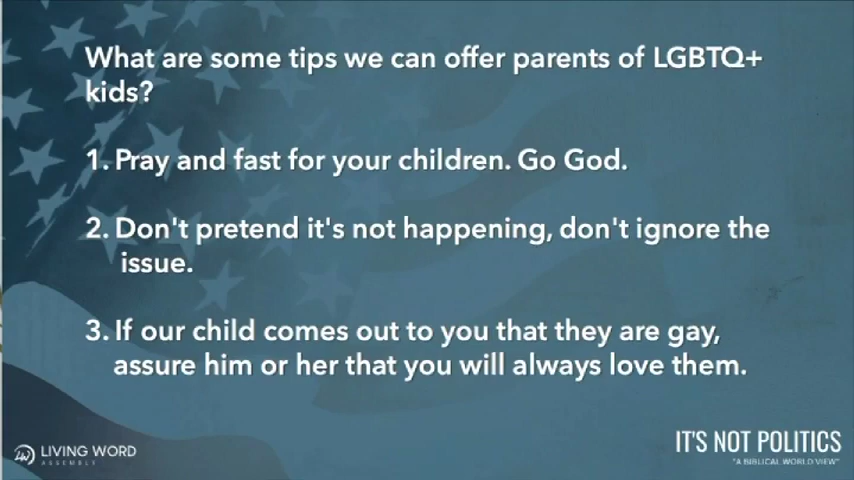 What are some tips we can offer parents of LGBTQ+
kids?
1. Pray and fast for your children. Go God.
2. Don't pretend it's not happening, don't ignore the
issue.
3. If our child comes out to you that they are gay,
assure him or her that you will always love them.
LIVING WORD
ASSEMBLY
IT'S NOT POLITICS
"A BIBLICAL WORLD VIEW"